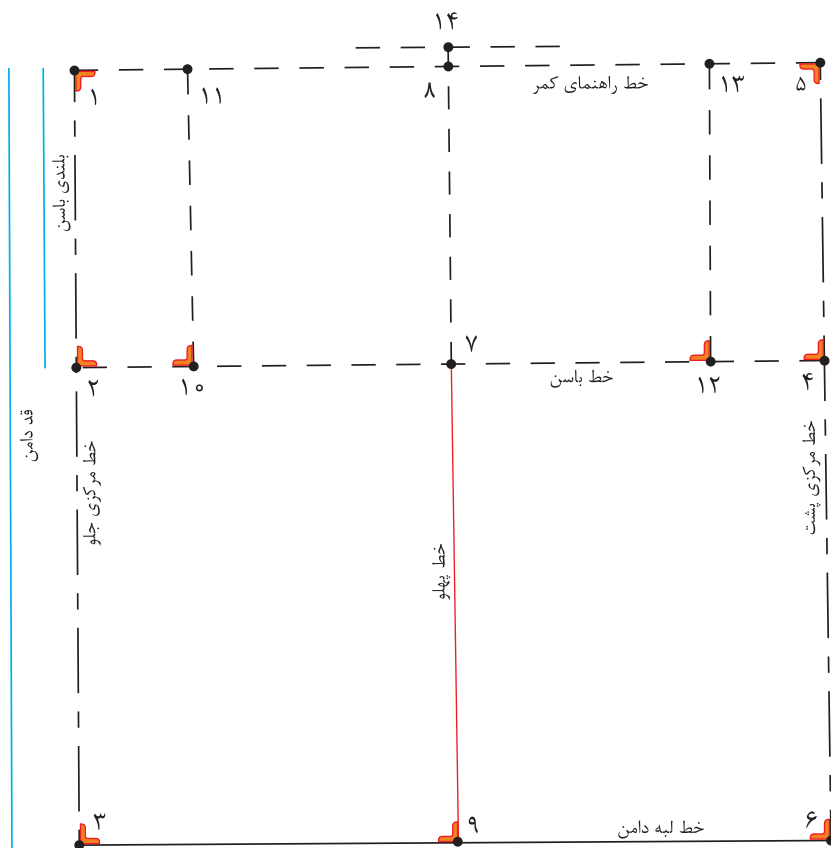 ۱۴
۱
۱۱
۸
خط راهنمای کمر
۱۳
۵
بلندی باسن
۲
۱۰
۷
خط باسن
۱۲
۴
قد دامن
خط مرکزی جلو
خط پهلو
خط مرکزی پشت
۳
۹
خط لبه دامن
۶